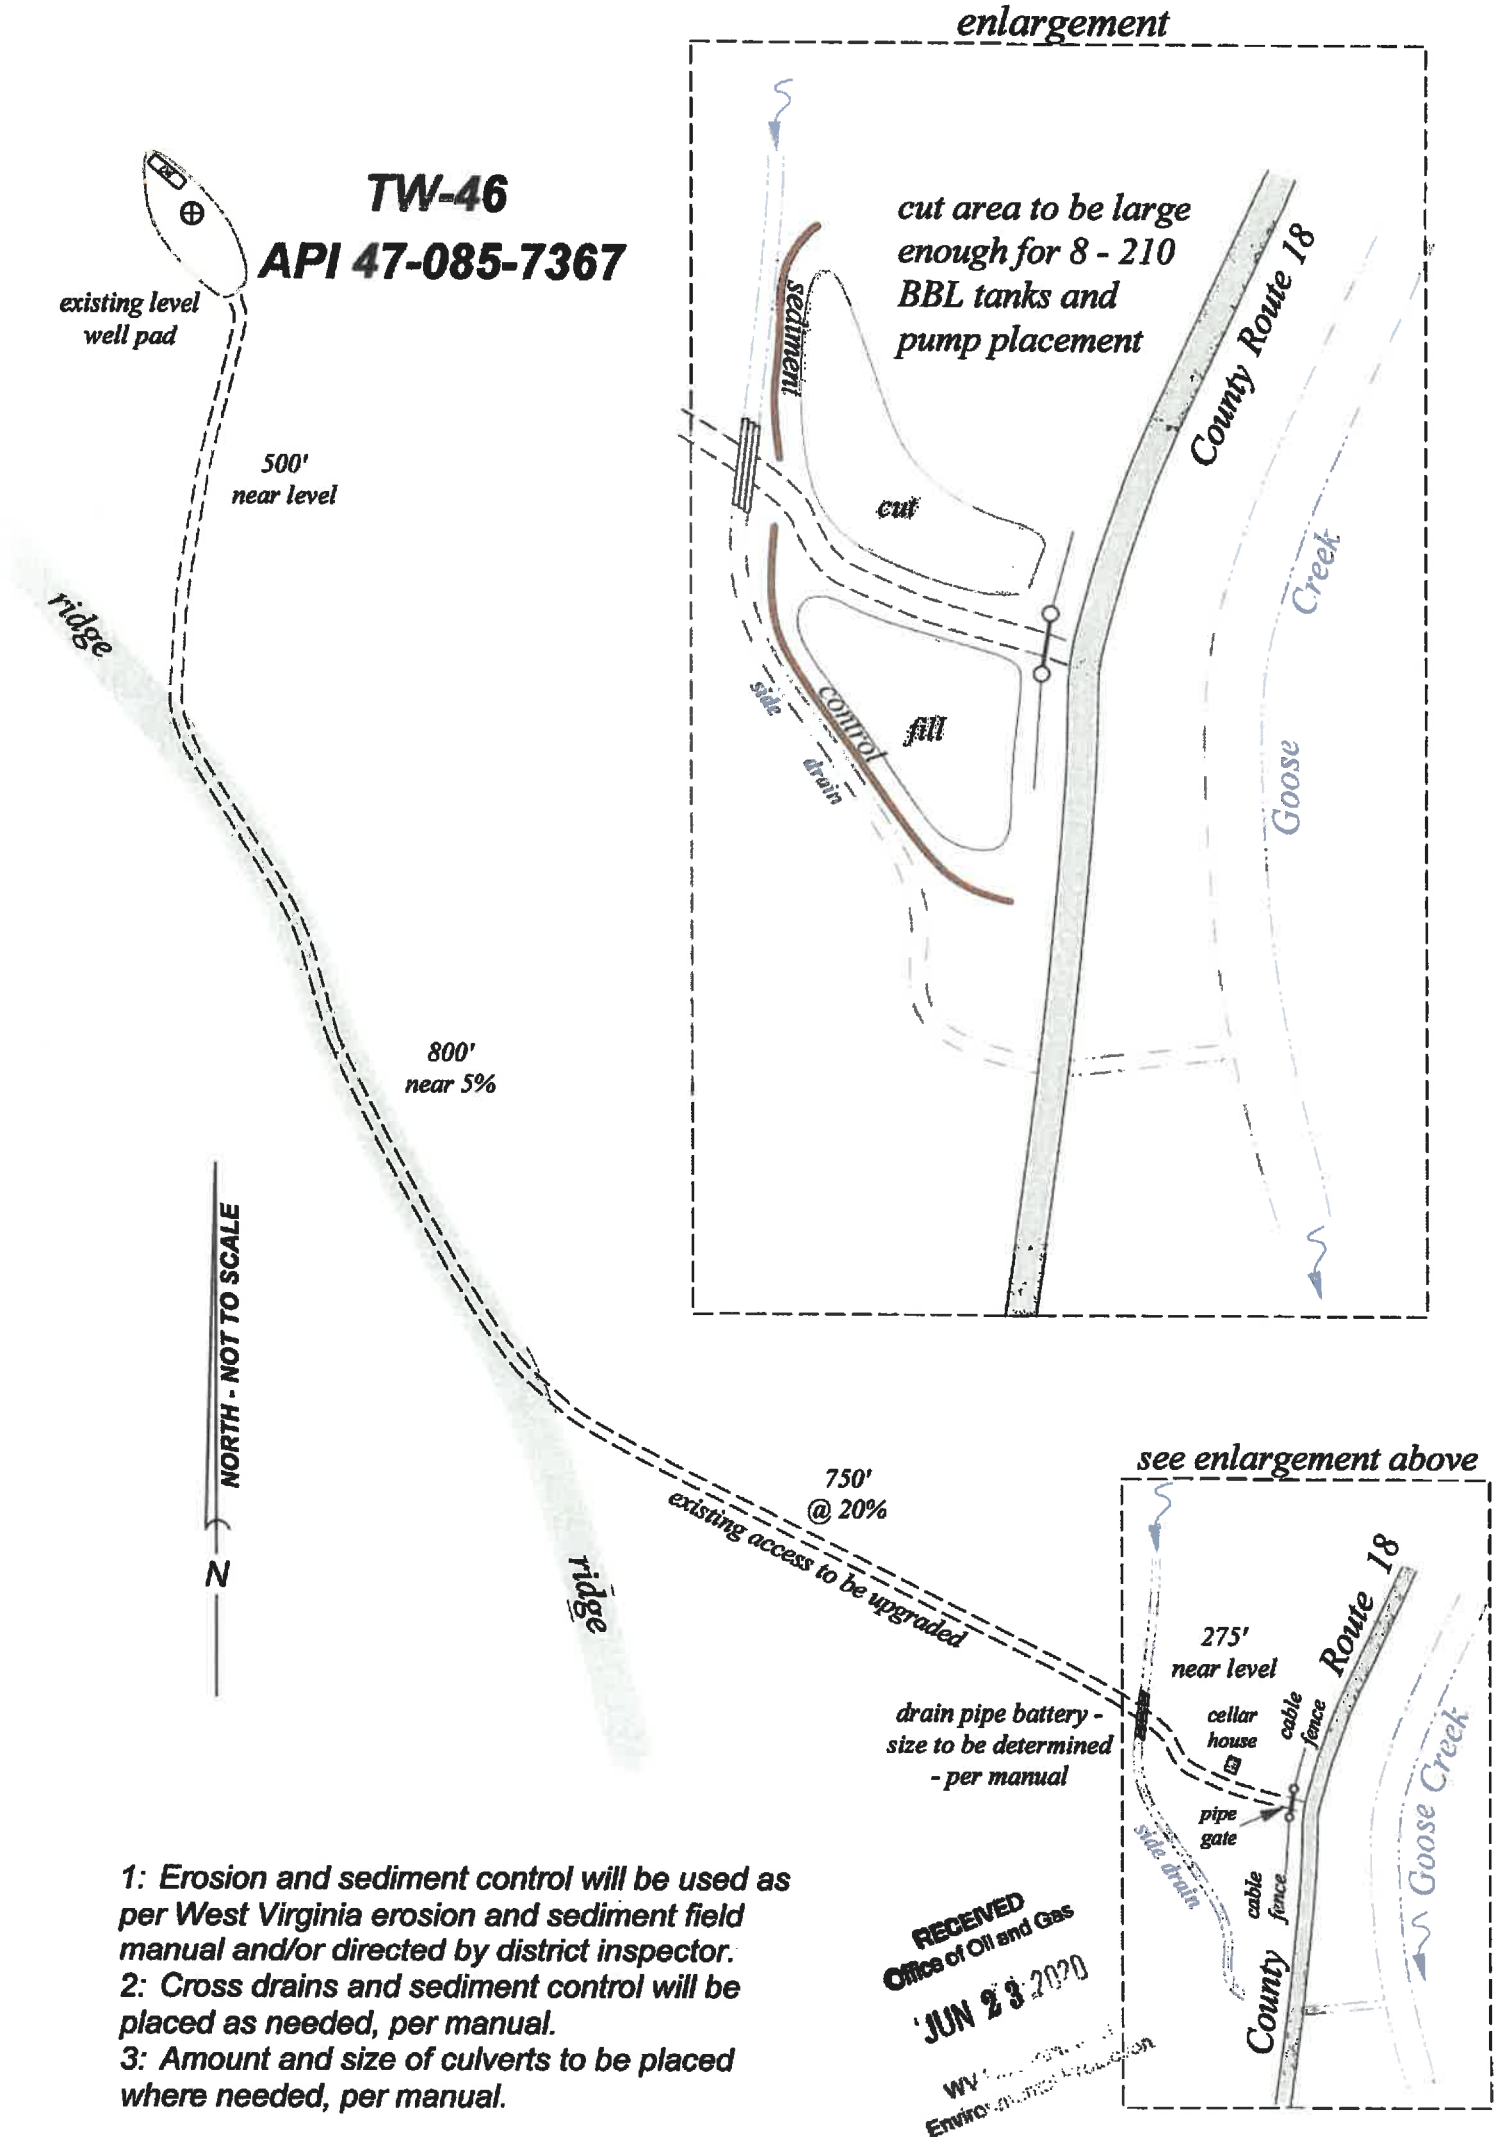 enlargement
TW-46
API 47-085-7367
existing level
well pad
cut area to be large
enough for 8 - 210
BBL tanks and
pump placement
County Route 18
sediment
500'
near level
cut
Creek
ridge
side
drain
control
fill
Goose
800'
near 5%
NORTH - NOT TO SCALE
N
see enlargement above
750'
@ 20%
existing access to be upgraded
ridge
275'
near level
Route 18
drain pipe battery -
size to be determined
- per manual
cellar
house
cable
fence
pipe
gate
side drain
cable
fence
Goose Creek
County
1: Erosion and sediment control will be used as
per West Virginia erosion and sediment field
manual and/or directed by district inspector.
2: Cross drains and sediment control will be
placed as needed, per manual.
3: Amount and size of culverts to be placed
where needed, per manual.
RECEIVED
Office of Oil and Gas
JUN 23 2020
WV